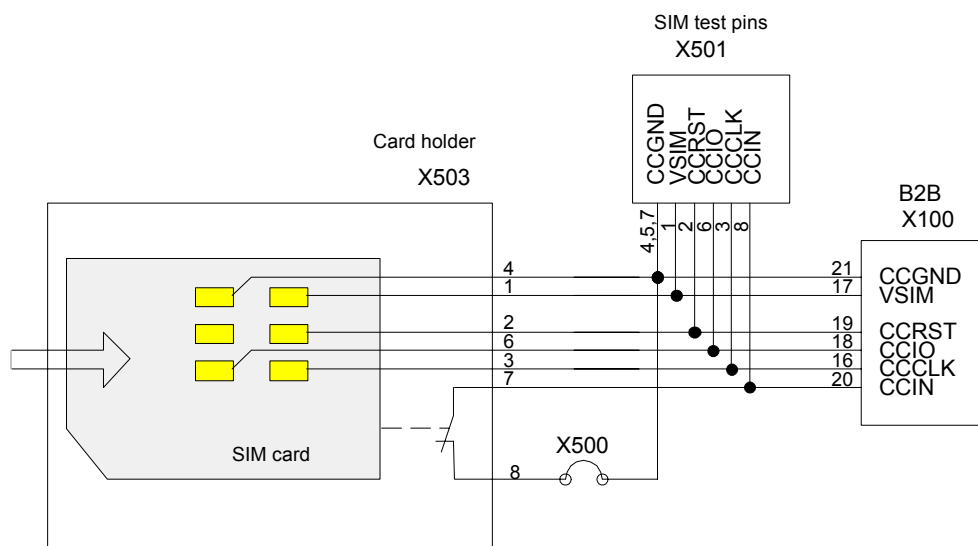 SIM test pins
X501
CCGND
VSIM
CCRST
CCIO
CCCLK
CCIN
4,5,7
1
2
6
3
8
Card holder
X503
B2B
X100
4
1
2
6
3
7
8
21
17
19
18
16
20
CCGND
VSIM
CCRST
CCIO
CCCLK
CCIN
SIM card
X500